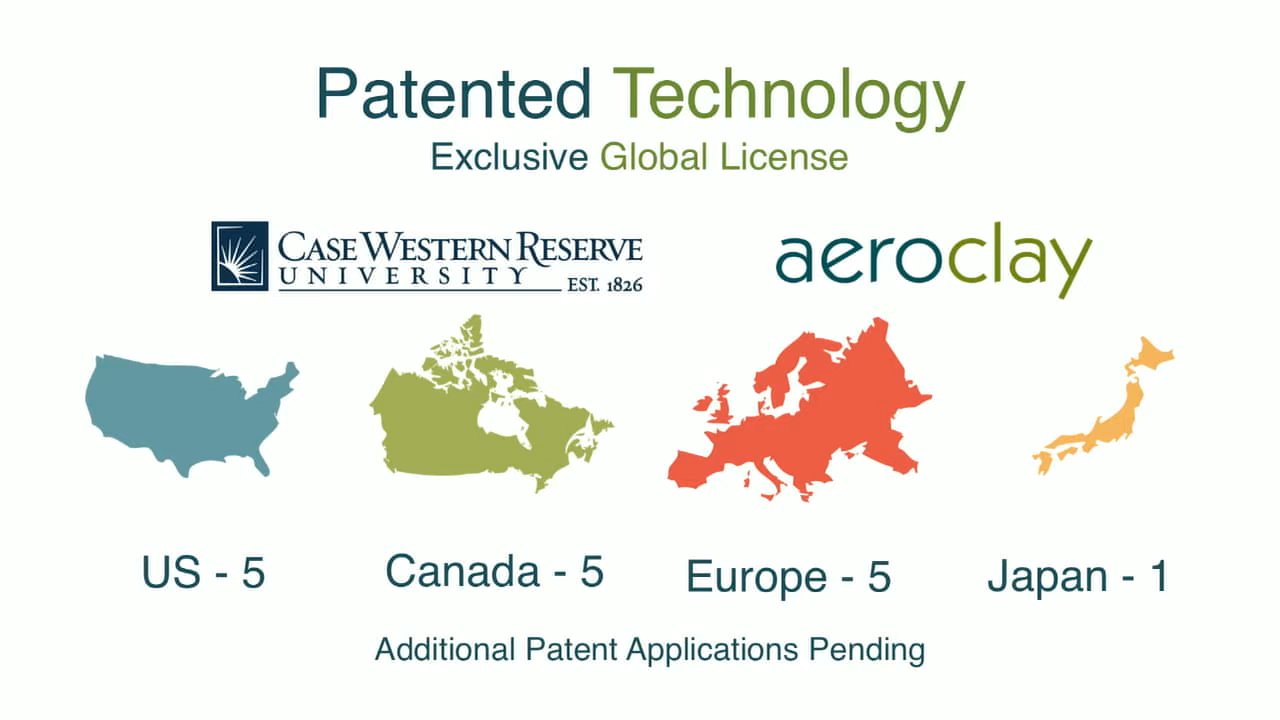 Patented Technology
Exclusive Global License
CASE WESTERN RESERVE
UNIVERSITY
EST. 1826
aeroclay
US - 5
Canada - 5
Europe - 5
Japan - 1
Additional Patent Applications Pending